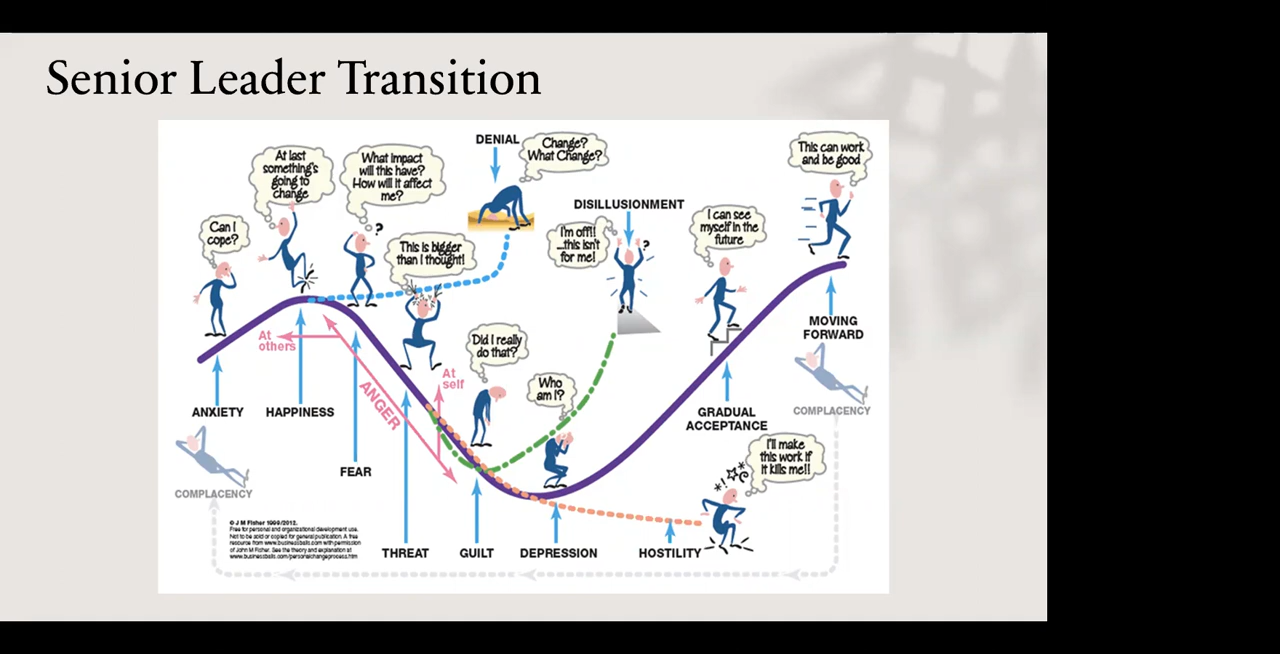 Senior Leader Transition
Can I
cope?
At last
something's
going to
change
What impact
will this have?
How will it affect
me?
?
This is bigger
than I thought!
DENIAL
Change?
What Change?
DISILLUSIONMENT
I'm off!!
...this isn't
for me!
?
I can see
myself in the
future
This can work
and be good
At
others
ANGER
At
self
Did I really
do that?
Who
am I?
MOVING
FORWARD
COMPLACENCY
ANXIETY
HAPPINESS
GRADUAL
ACCEPTANCE
I'll make
this work if
it kills me!!
FEAR
COMPLACENCY
© J M Fisher 1999/2012.
Free for personal and organizational development use.
Not to be sold or copied for general publication. A free
resource from www.businessballs.com with permission
of John M Fisher. See the theory and explanation at
www.businessballs.com/personalchangeprocess.htm
THREAT
GUILT
DEPRESSION
HOSTILITY